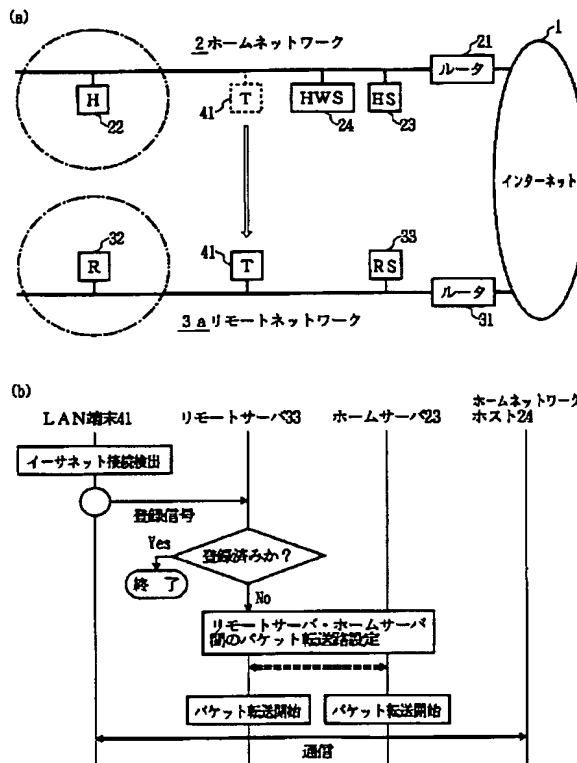 (a)
1
2 ホームネットワーク
21
ルータ
H
22
T
41
HWS
24
HS
23
インターネット
32
R
41
T
33
RS
ルータ
31
3a リモートネットワーク
(b)
LAN端末41
リモートサーバ33
ホームサーバ23
ホームネットワーク
ホスト24
イーサネット接続検出
登録信号
Yes
登録済みか?
終 了
No
リモートサーバ・ホームサーバ
間のパケット転送路設定
パケット転送開始
パケット転送開始
通信